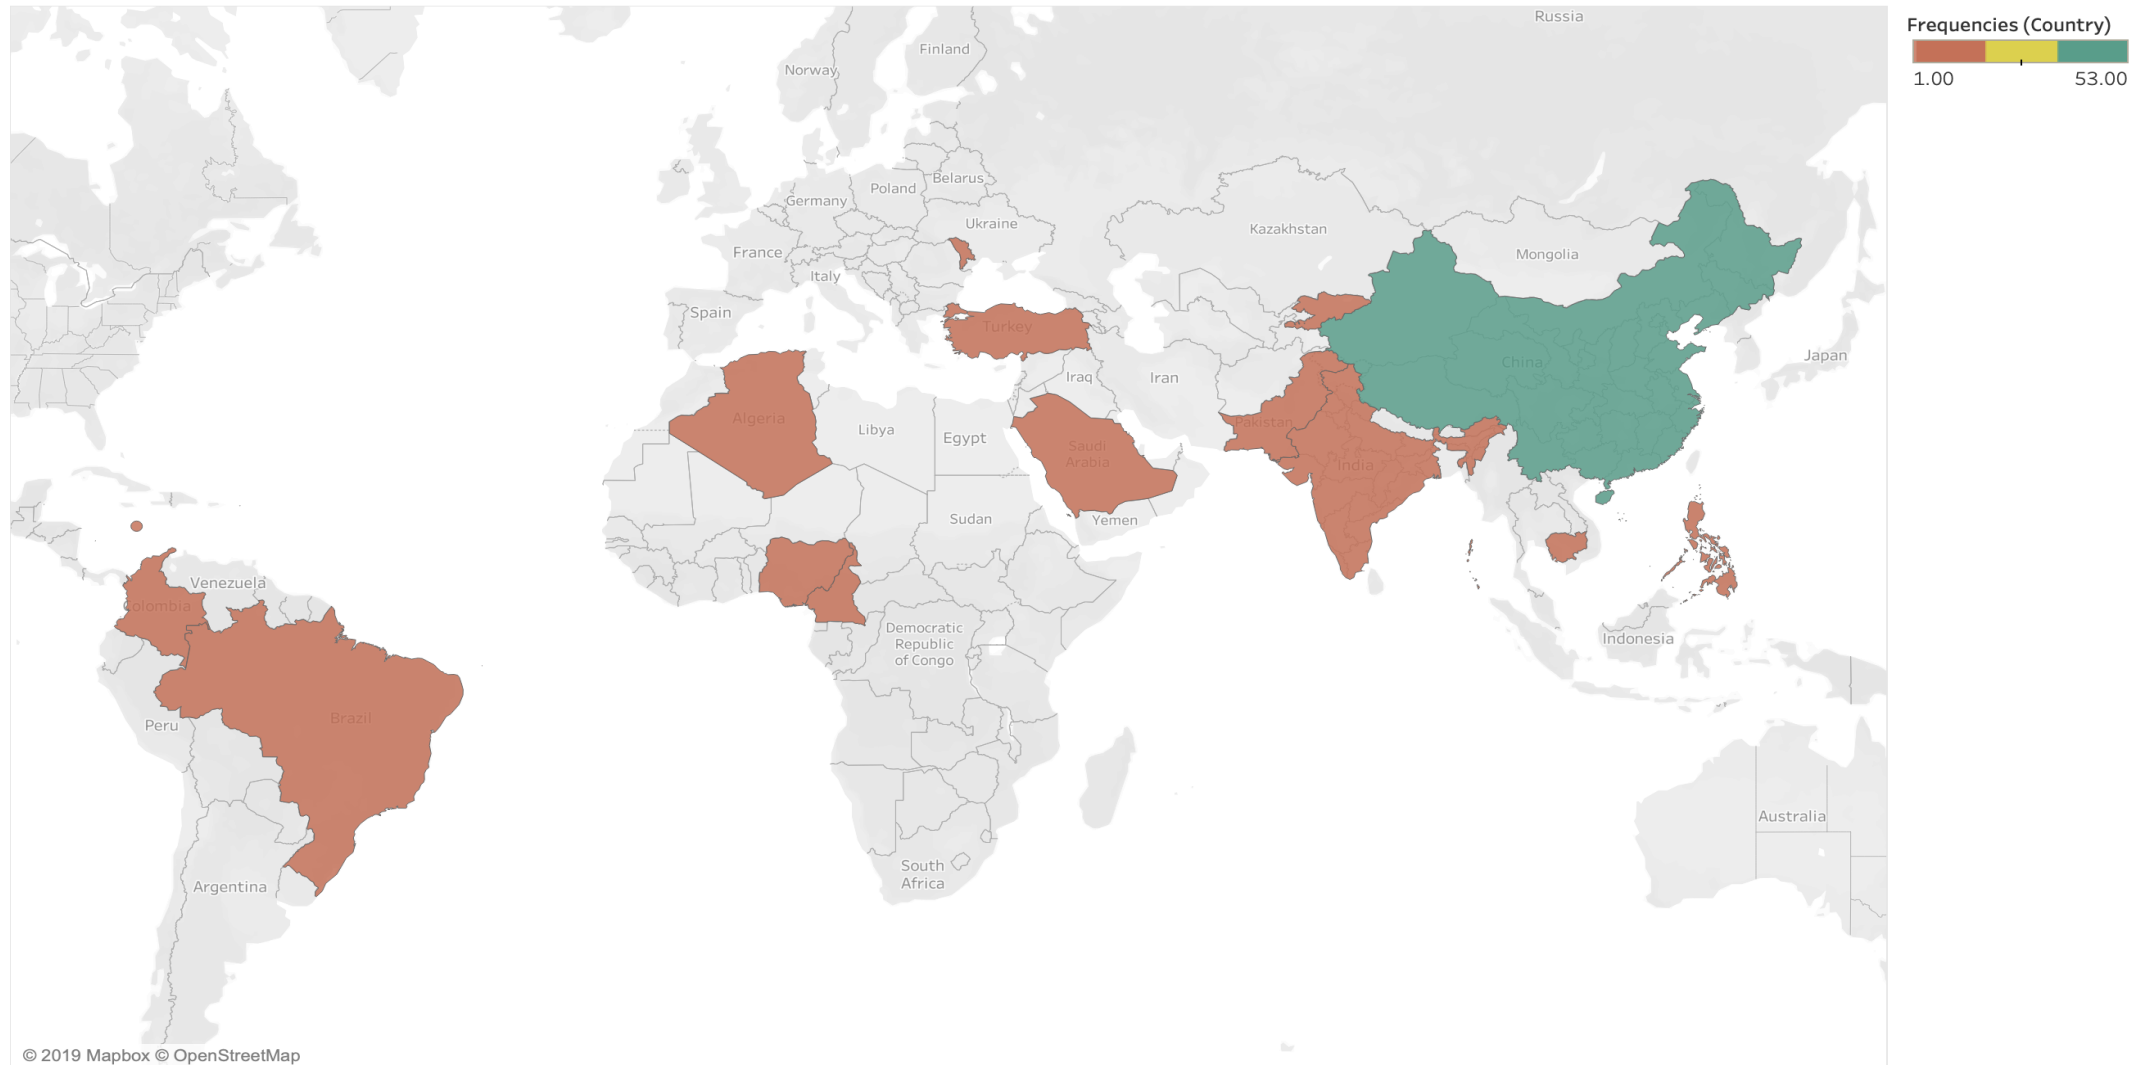 Russia
Frequencies (Country)
1.00 53.00
Finland
Norway
Belarus
Poland
Germany
Ukraine
Kazakhstan
France
Mongolia
Italy
Spain
Turkey
Japan
China
Iraq
Iran
Algeria
Pakistan
Libya
Egypt
Saudi
Arabia
India
Sudan
Yemen
Venezuela
Colombia
Democratic
Republic
of Congo
Indonesia
Brazil
Peru
Australia
South
Africa
Argentina
© 2019 Mapbox © OpenStreetMap